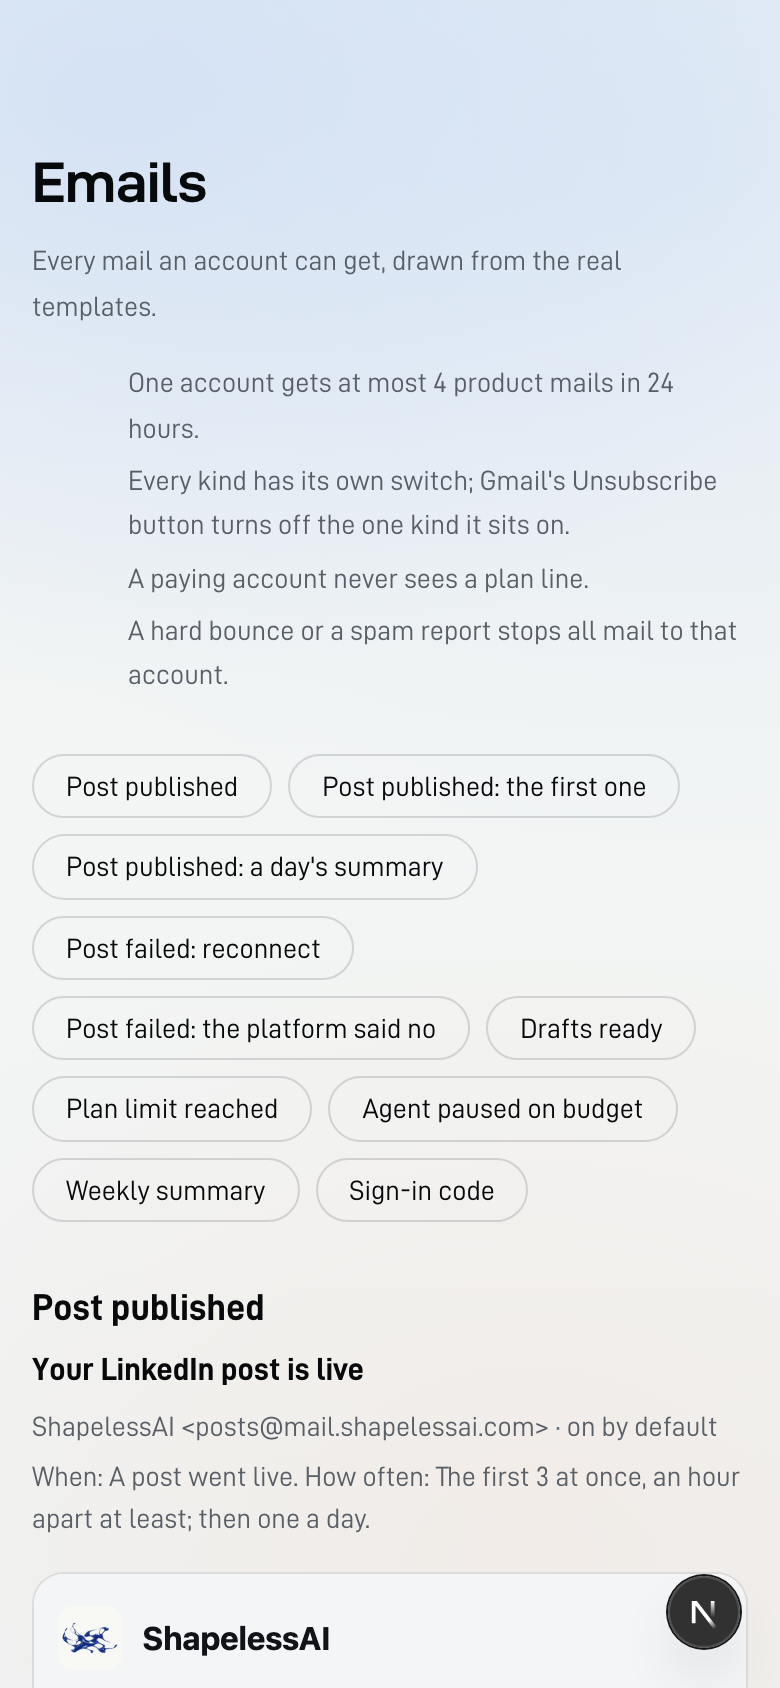 Emails
Every mail an account can get, drawn from the real
templates.
One account gets at most 4 product mails in 24
hours.
Every kind has its own switch; Gmail's Unsubscribe
button turns off the one kind it sits on.
A paying account never sees a plan line.
A hard bounce or a spam report stops all mail to that
account.
Post published
Post published: the first one
Post published: a day's summary
Post failed: reconnect
Post failed: the platform said no
Drafts ready
Plan limit reached
Agent paused on budget
Weekly summary
Sign-in code
Post published
Your LinkedIn post is live
ShapelessAI <posts@mail.shapelessai.com> · on by default
When: A post went live. How often: The first 3 at once, an hour
apart at least; then one a day.
ShapelessAI
N